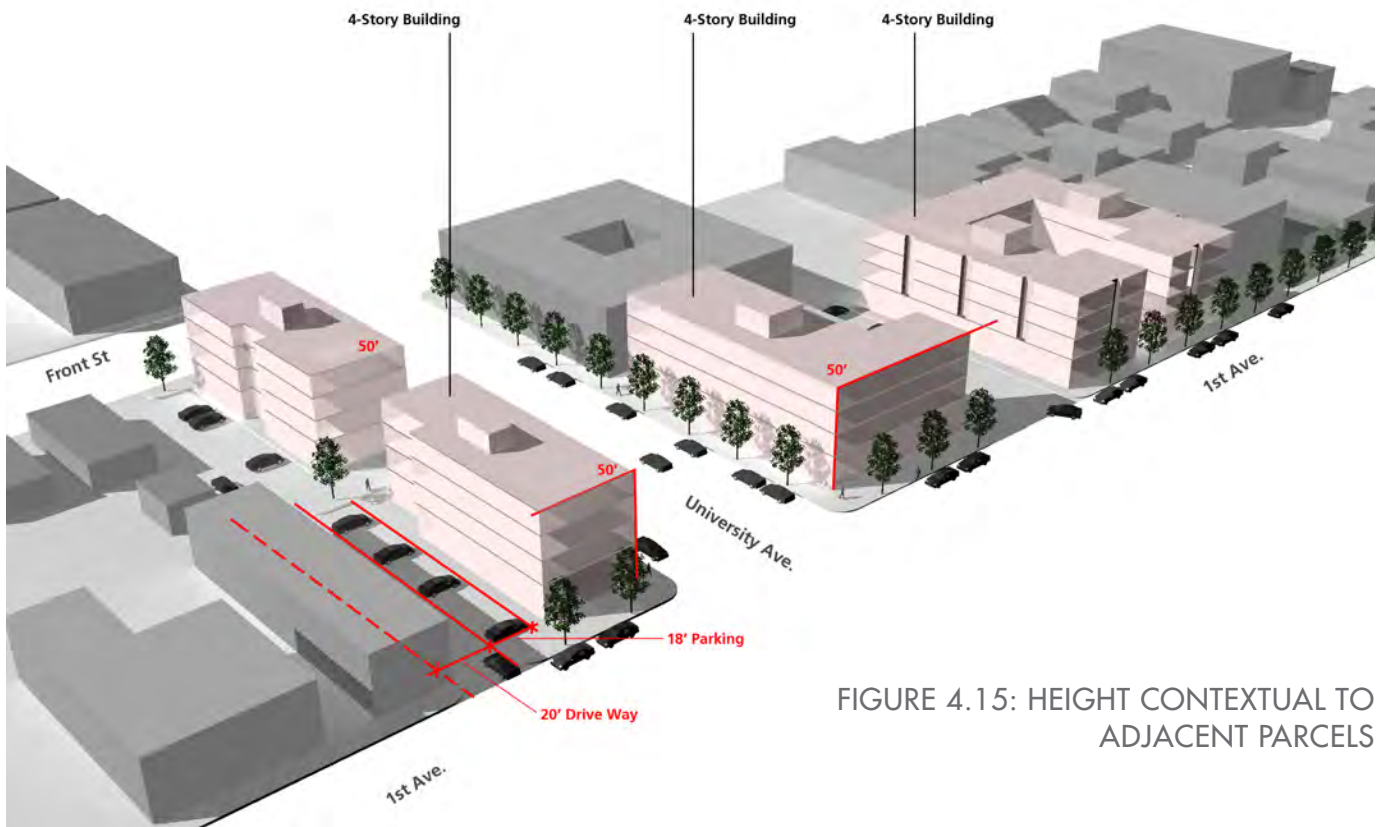 4-Story Building
4-Story Building
4-Story Building
Front St
50'
50'
1st Ave.
50'
University Ave.
18' Parking
20' Drive Way
FIGURE 4.15: HEIGHT CONTEXTUAL TO
ADJACENT PARCELS
1st Ave.